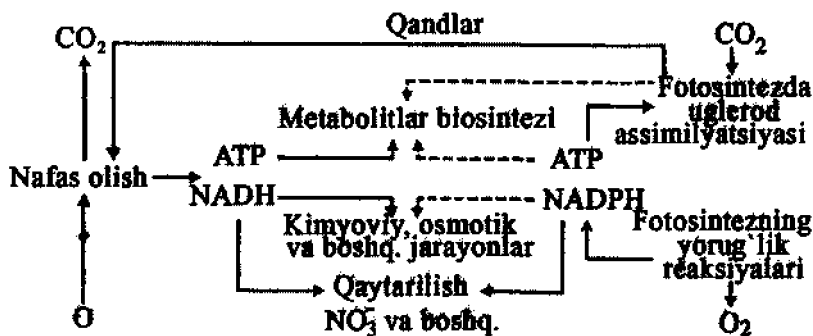 Qandlar
CO₂
CO₂
Fotosintezda
uglerod
assimilyatsiyasi
Metabolitlar biosintezi
ATP
ATP
Nafas olish
NADH
NADPH
Kimyoviy, osmotik
va boshq. jarayonlar
Fotosintezning
yorug`lik
reaksiyalari
Qaytarilish
NO₃⁻ va boshq.
O
O₂